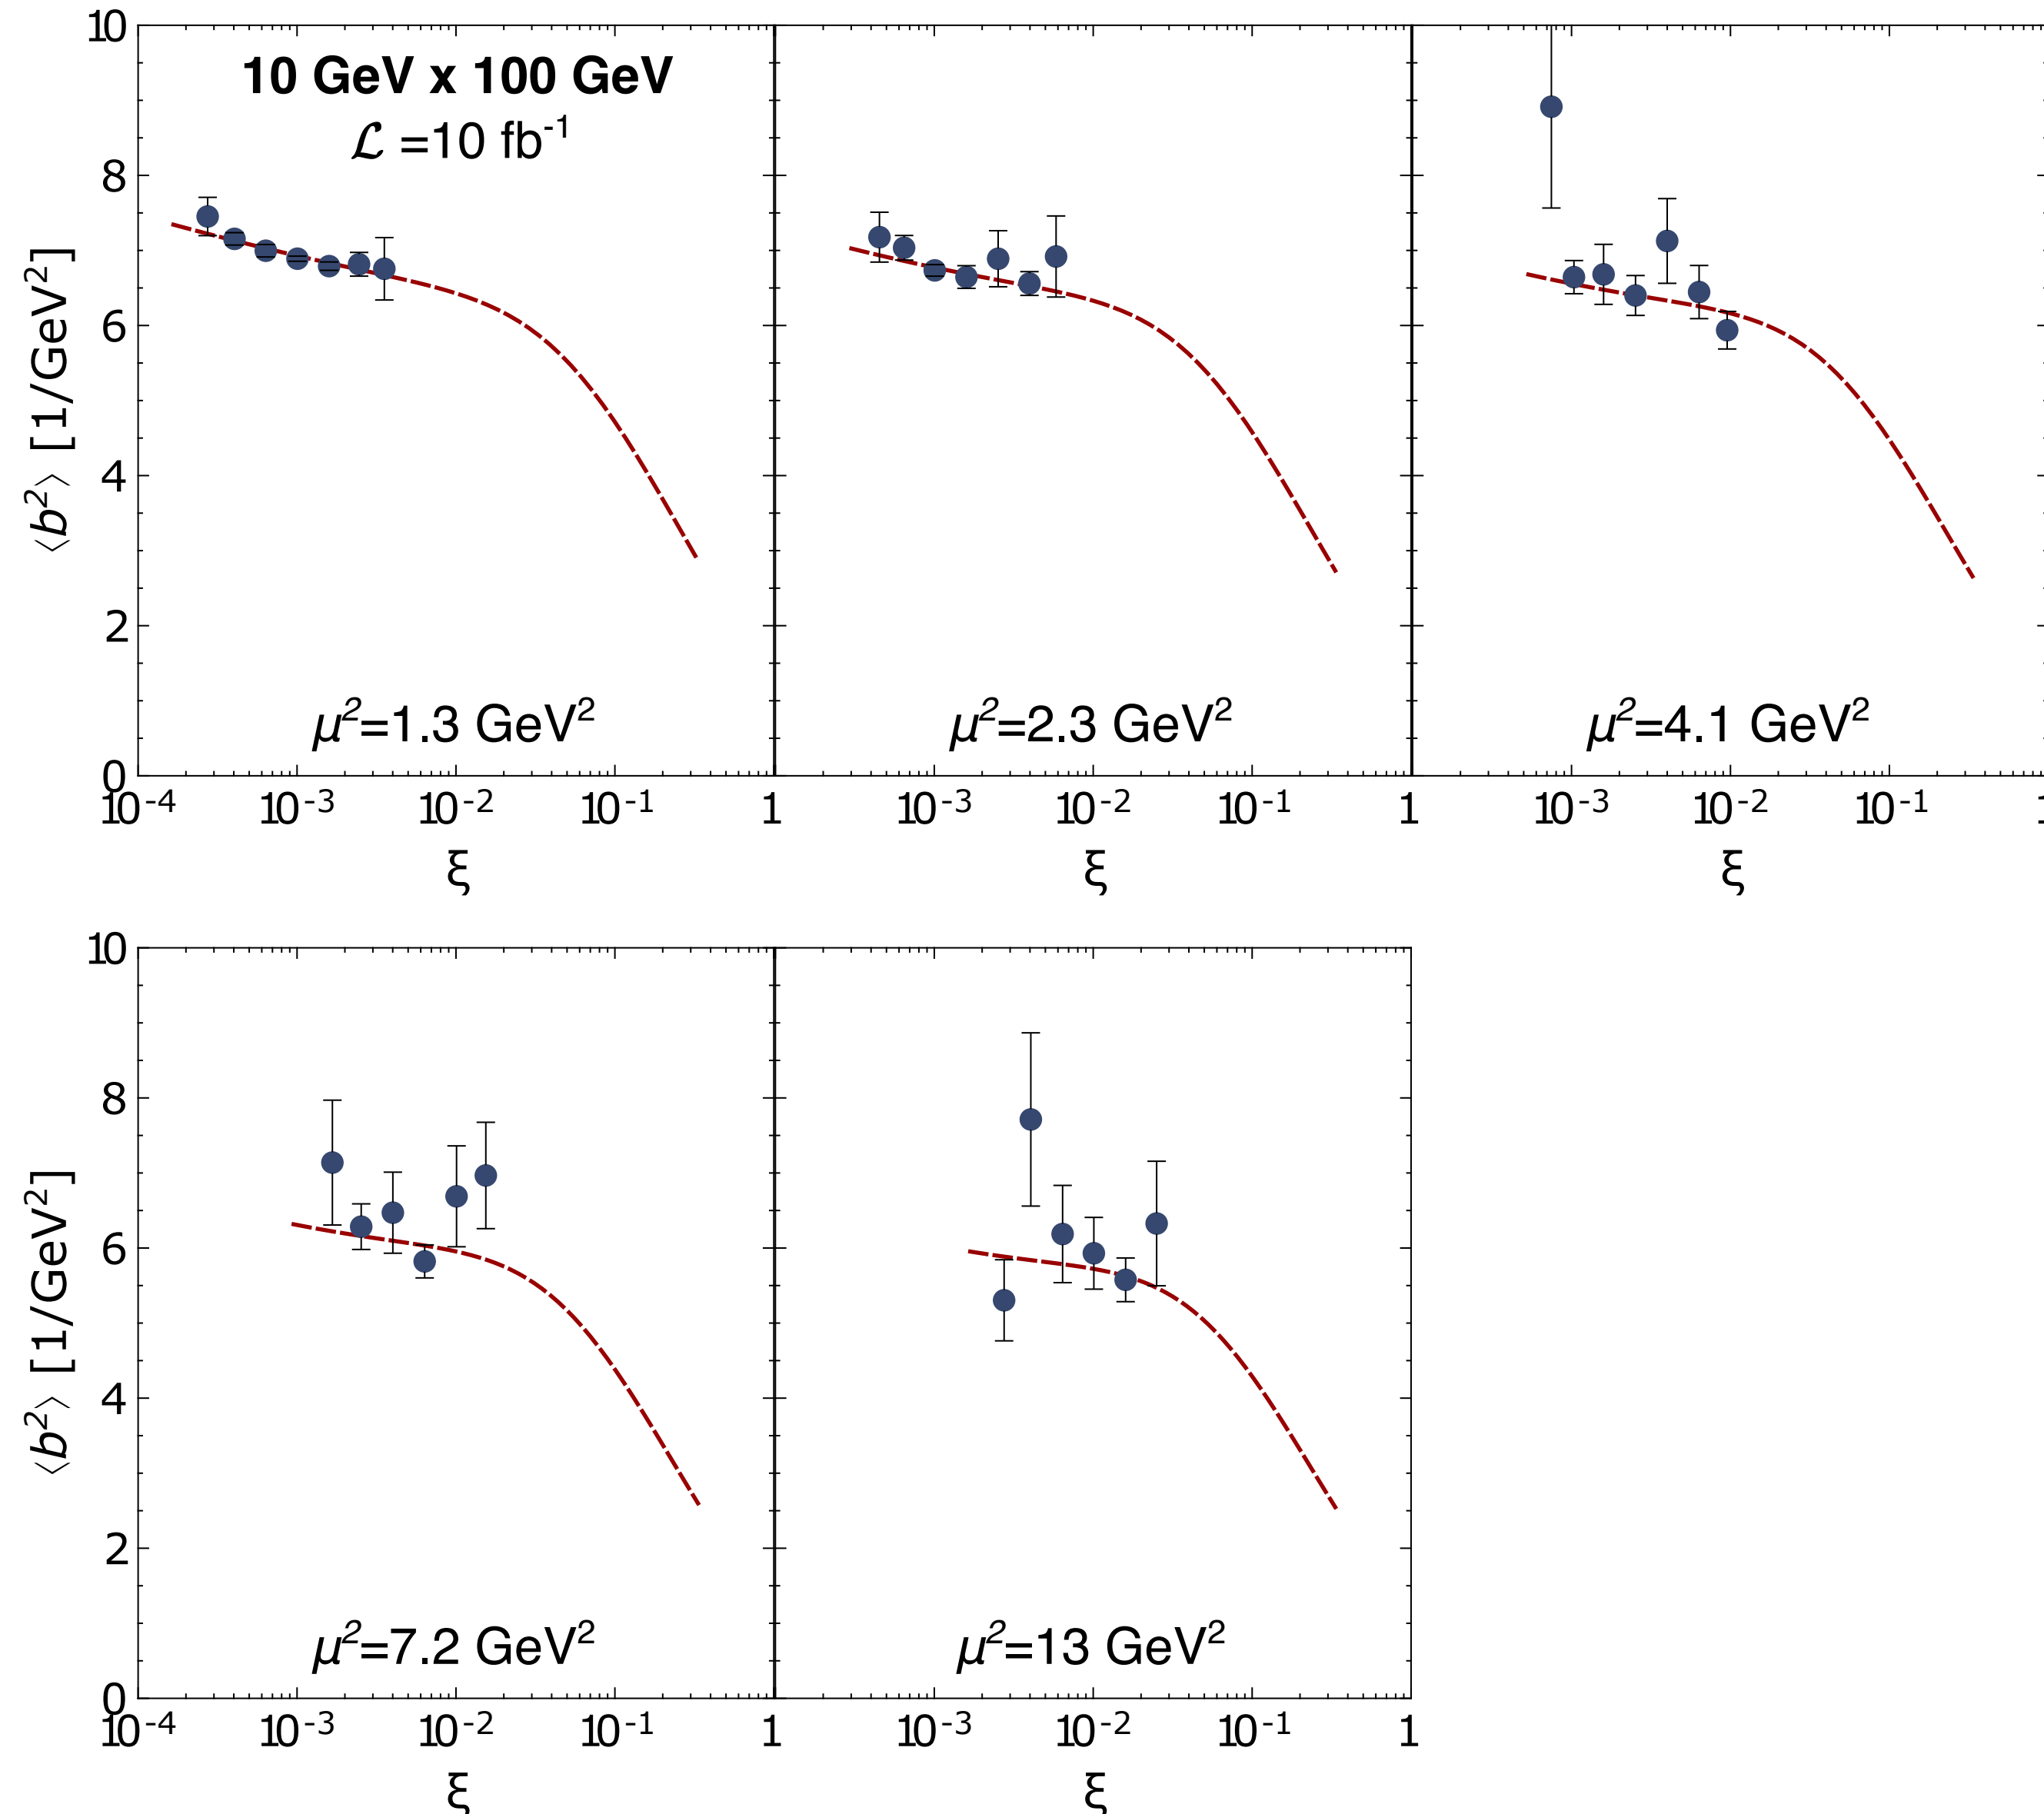 10 GeV x 100 GeV
ℒ =10 fb⁻¹
⟨b²⟩ [1/GeV²]
10
8
6
4
2
0
μ²=1.3 GeV²
μ²=2.3 GeV²
μ²=4.1 GeV²
10⁻⁴ 10⁻³ 10⁻² 10⁻¹ 1 10⁻³ 10⁻² 10⁻¹ 1 10⁻³ 10⁻² 10⁻¹
ξ ξ ξ
⟨b²⟩ [1/GeV²]
10
8
6
4
2
0
μ²=7.2 GeV²
μ²=13 GeV²
10⁻⁴ 10⁻³ 10⁻² 10⁻¹ 1 10⁻³ 10⁻² 10⁻¹ 1
ξ ξ